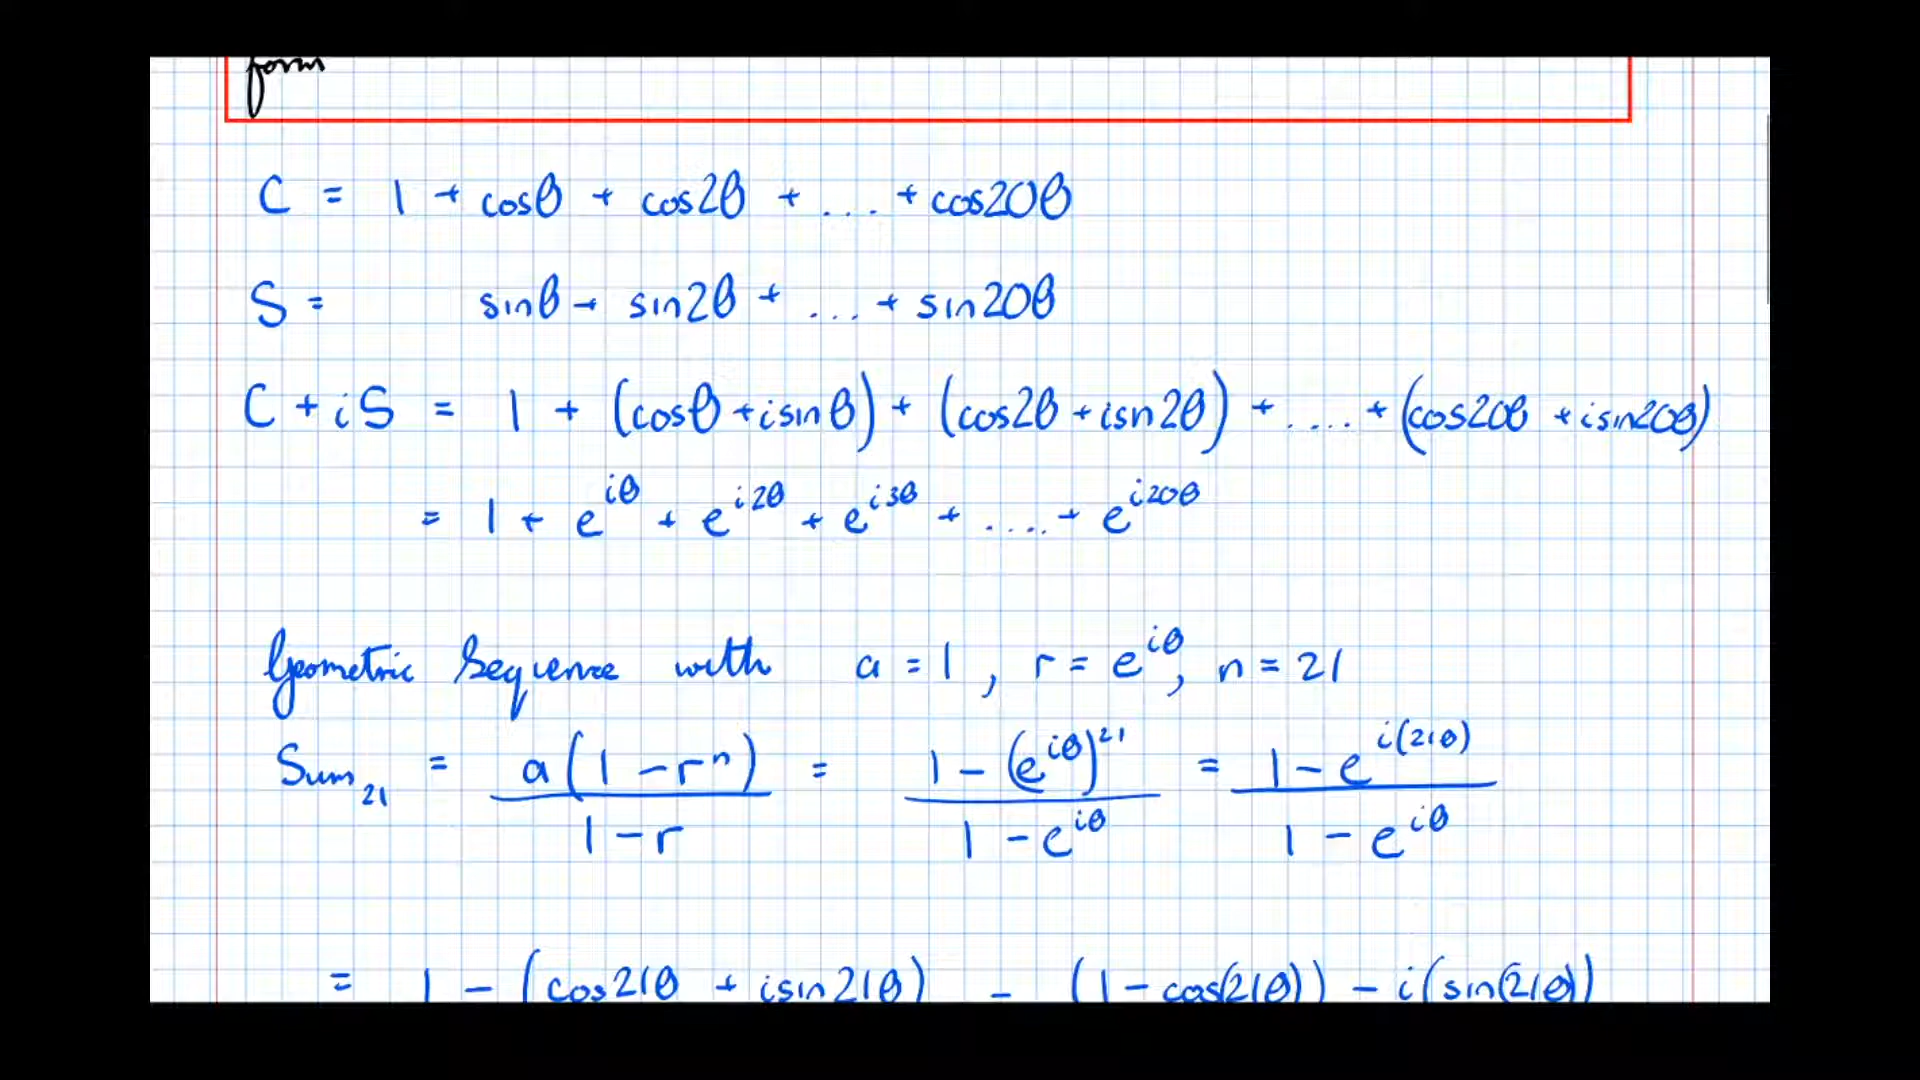 form
C = 1 + cosθ + cos2θ + ... + cos20θ
S = sinθ + sin2θ + ... + sin20θ
C + iS = 1 + (cosθ + isinθ) + (cos2θ + isn2θ) + .... + (cos20θ + isin20θ)
= 1 + e^{iθ} + e^{i2θ} + e^{i3θ} + .... + e^{i20θ}
Geometric Sequence with a = 1, r = e^{iθ}, n = 21
Sum_{21} = a(1 - r^n) / (1 - r) = (1 - (e^{iθ})^{21}) / (1 - e^{iθ}) = (1 - e^{i(21θ)}) / (1 - e^{iθ})
= 1 - (cos21θ + isin21θ) = (1 - cos(21θ)) - i(sin(21θ))